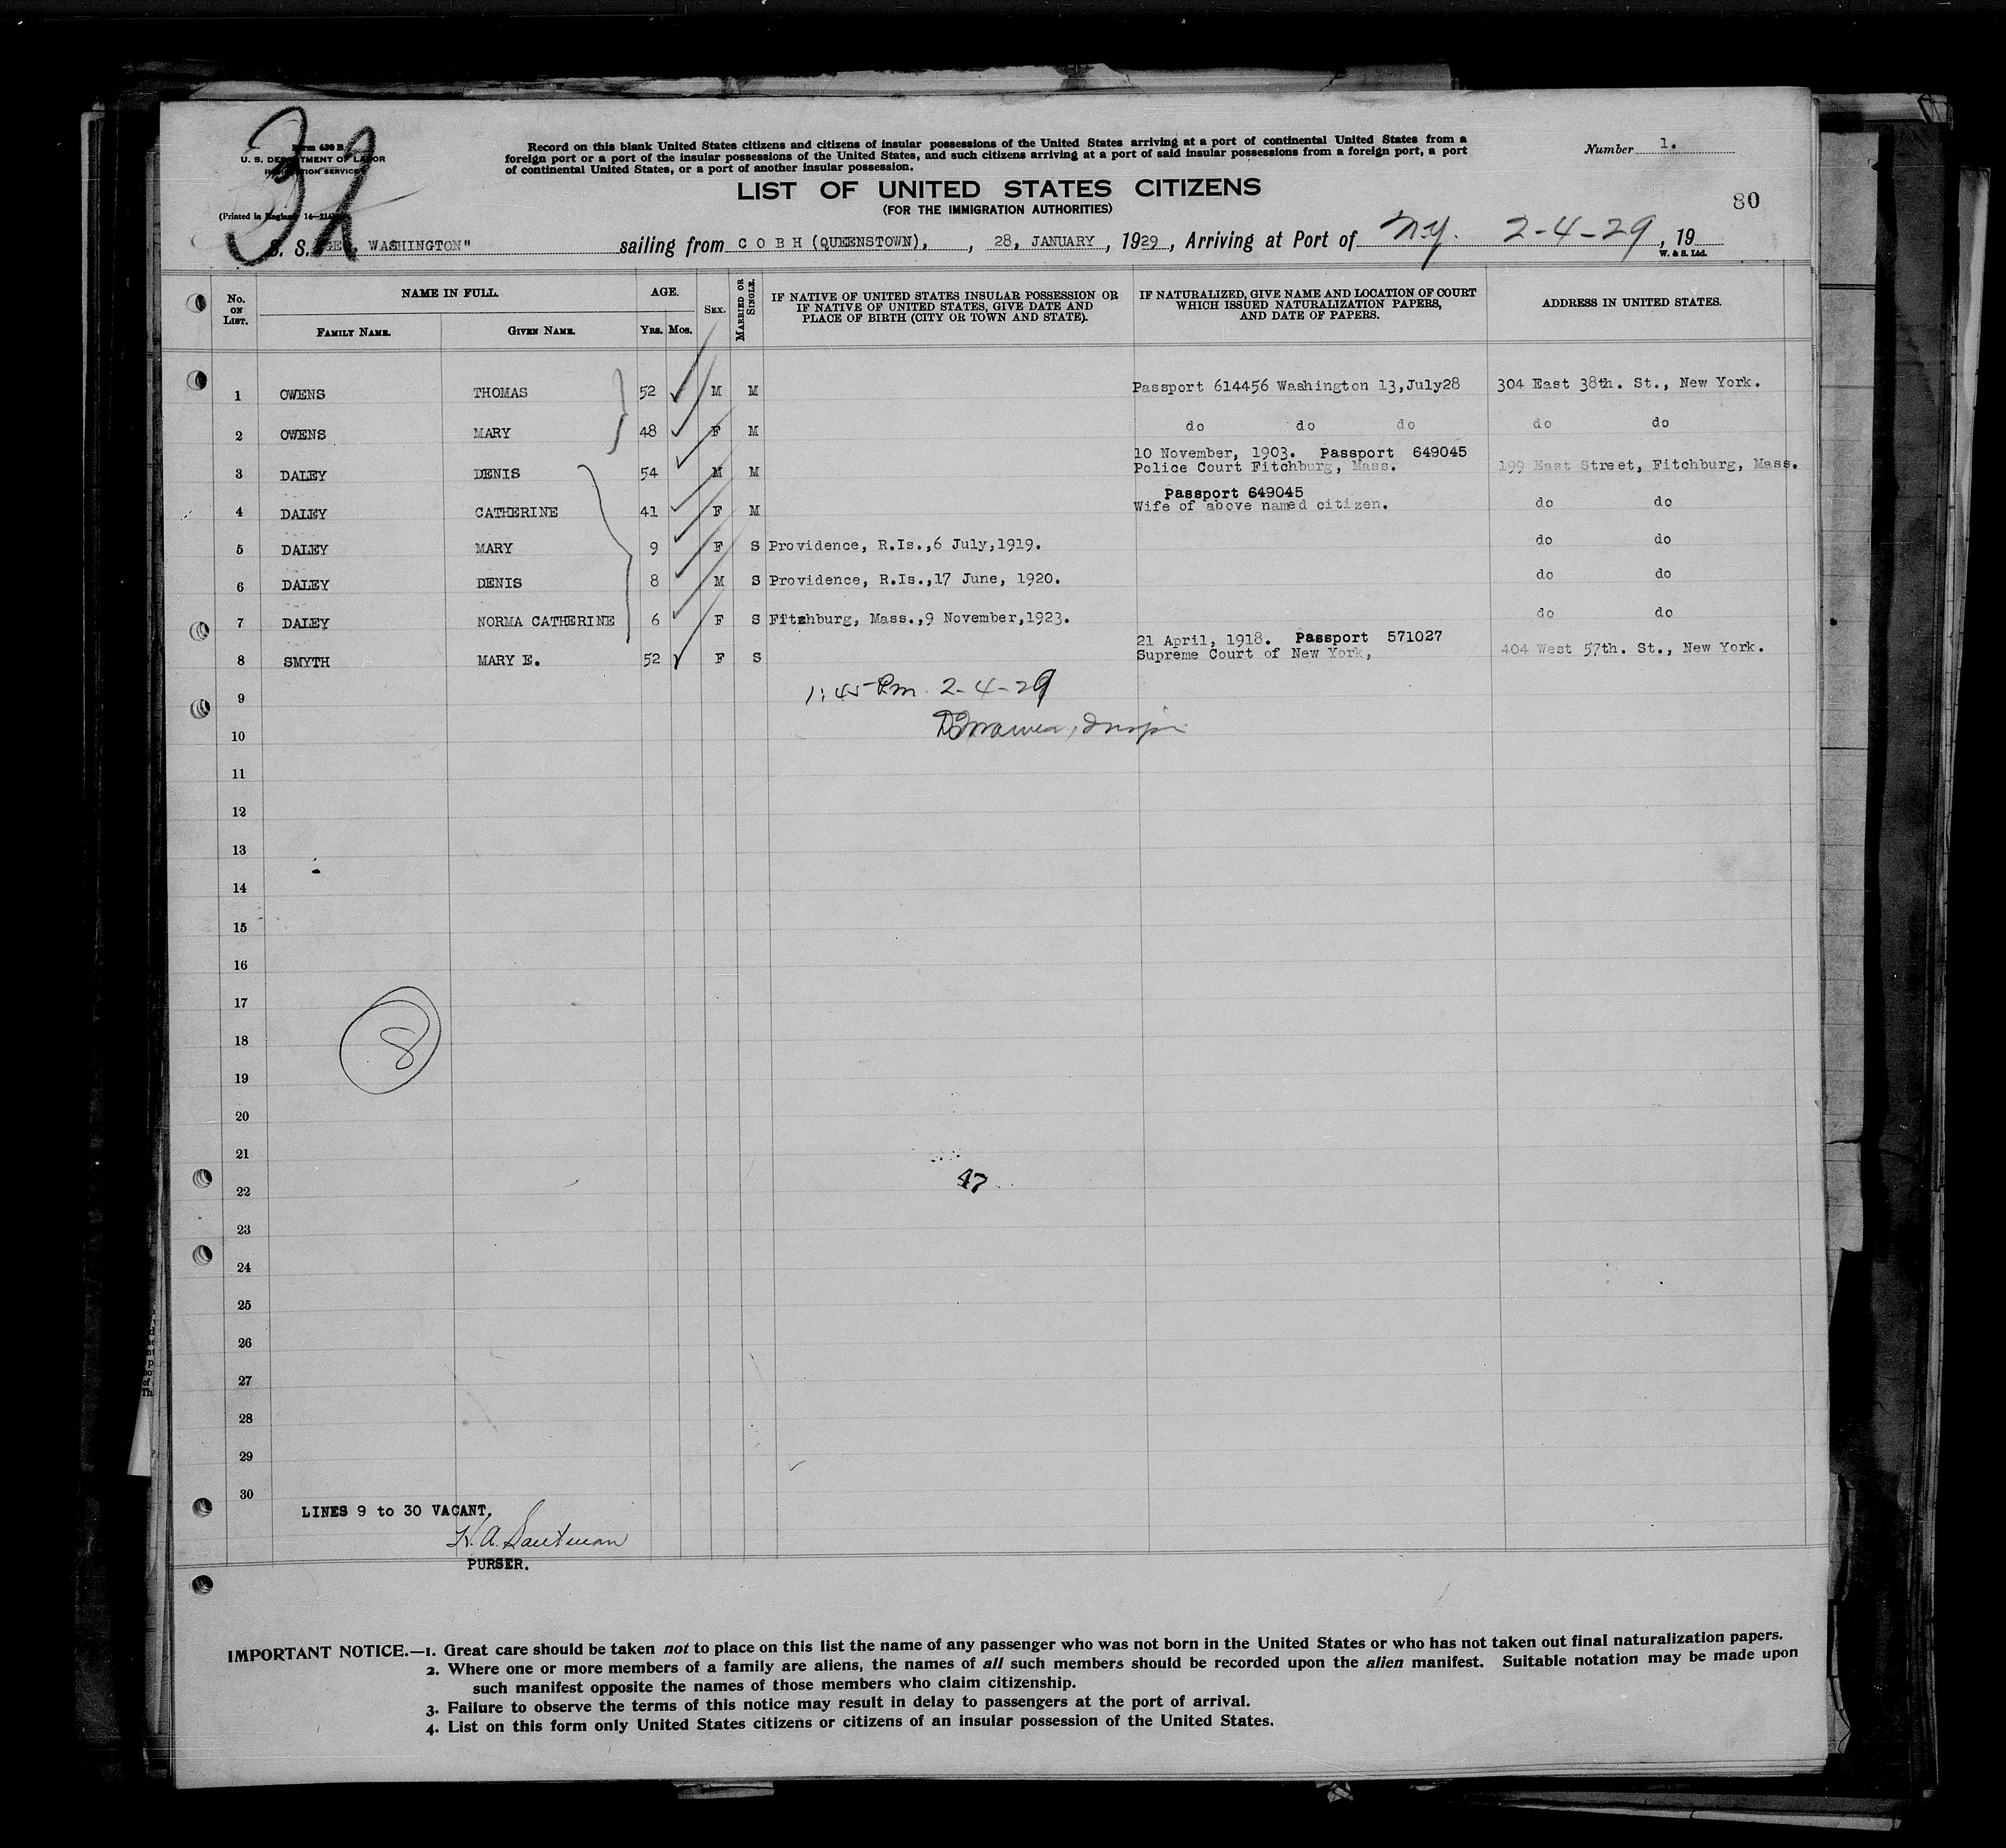 32
Form 630 B
U. S. DEPARTMENT OF LABOR
IMMIGRATION SERVICE
(Printed in England)
Record on this blank United States citizens and citizens of insular possessions of the United States arriving at a port of continental United States from a
foreign port or a port of the insular possessions of the United States, and such citizens arriving at a port of said insular possessions from a foreign port, a port
of continental United States, or a port of another insular possession.
Number 1.
LIST OF UNITED STATES CITIZENS
(FOR THE IMMIGRATION AUTHORITIES)
80
S. S. WASHINGTON" sailing from C O B H (QUEENSTOWN), , 28, JANUARY, 1929, Arriving at Port of N.Y. 2-4-29, 19
W. & S. Ltd.
No. ON LIST. NAME IN FULL. AGE. SEX. MARRIED OR SINGLE. IF NATIVE OF UNITED STATES INSULAR POSSESSION OR IF NATIVE OF UNITED STATES, GIVE DATE AND PLACE OF BIRTH (CITY OR TOWN AND STATE). IF NATURALIZED, GIVE NAME AND LOCATION OF COURT WHICH ISSUED NATURALIZATION PAPERS, AND DATE OF PAPERS. ADDRESS IN UNITED STATES.
FAMILY NAME. GIVEN NAME. YRS. MOS.
1 OWENS THOMAS 52 M M Passport 614456 Washington 13,July28 304 East 38th. St., New York.
2 OWENS MARY 48 F M do do do do do
10 November, 1903. Passport 649045
3 DALEY DENIS 54 M M Police Court Fitchburg, Mass. 199 East Street, Fitchburg, Mass.
Passport 649045
4 DALEY CATHERINE 41 F M Wife of above named citizen. do do
5 DALEY MARY 9 F S Providence, R.Is.,6 July,1919. do do
6 DALEY DENIS 8 M S Providence, R.Is.,17 June, 1920. do do
7 DALEY NORMA CATHERINE 6 F S Fitchburg, Mass.,9 November,1923. do do
21 April, 1918. Passport 571027
8 SMYTH MARY E. 52 F S Supreme Court of New York, 404 West 57th. St., New York.
9 1:45 Pm. 2-4-29
10
11
12
13
14
15
16
17
8
18
19
20
21
47
22
23
24
25
26
27
28
29
30
LINES 9 to 30 VACANT.
PURSER.
IMPORTANT NOTICE.—1. Great care should be taken not to place on this list the name of any passenger who was not born in the United States or who has not taken out final naturalization papers.
2. Where one or more members of a family are aliens, the names of all such members should be recorded upon the alien manifest. Suitable notation may be made upon
such manifest opposite the names of those members who claim citizenship.
3. Failure to observe the terms of this notice may result in delay to passengers at the port of arrival.
4. List on this form only United States citizens or citizens of an insular possession of the United States.